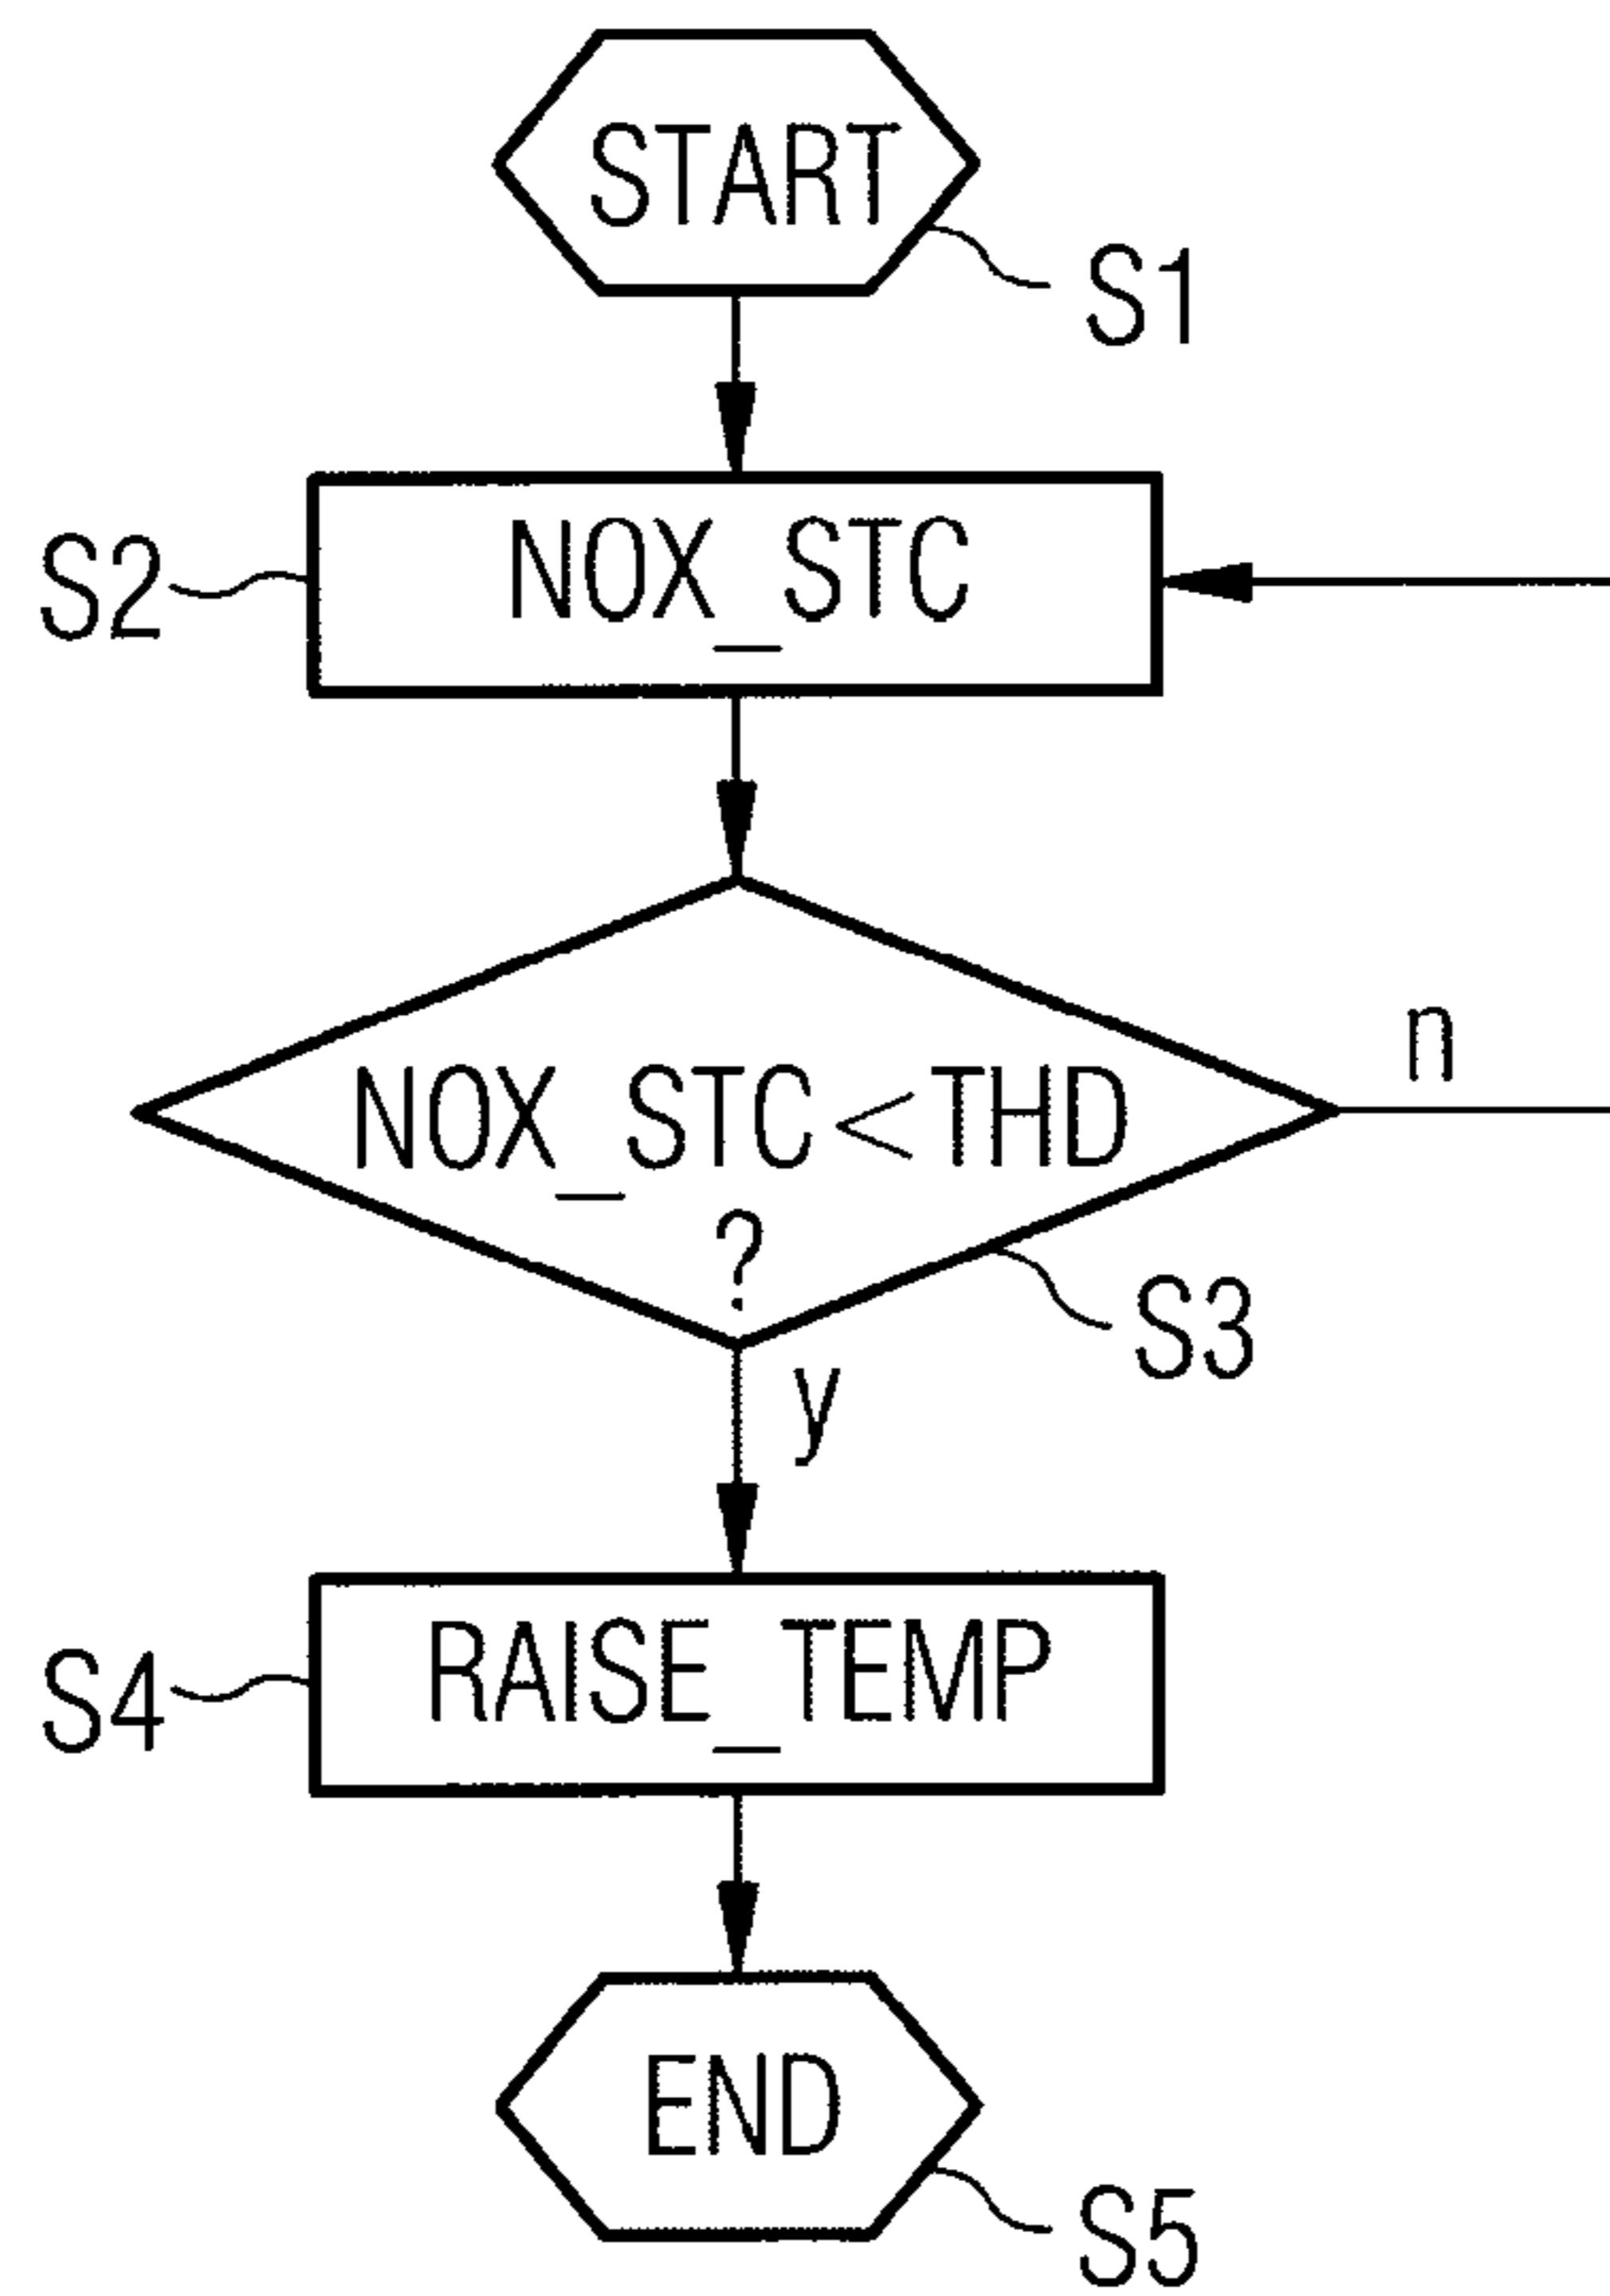 START
S1
S2
NOX_STC
n
NOX_STC<THD
?
S3
y
S4
RAISE_TEMP
END
S5